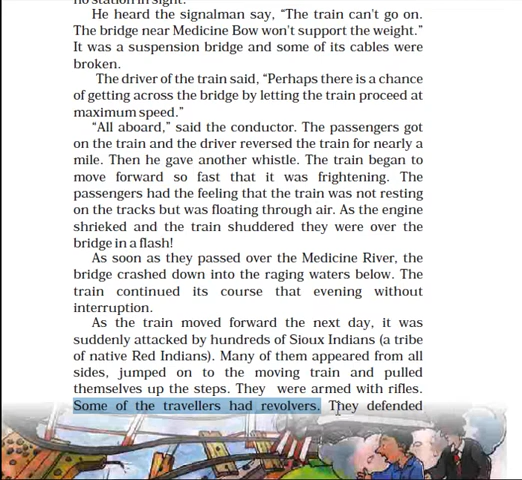 no station in sight.
He heard the signalman say, “The train can't go on.
The bridge near Medicine Bow won't support the weight.”
It was a suspension bridge and some of its cables were
broken.
The driver of the train said, “Perhaps there is a chance
of getting across the bridge by letting the train proceed at
maximum speed.”
“All aboard,” said the conductor. The passengers got
on the train and the driver reversed the train for nearly a
mile. Then he gave another whistle. The train began to
move forward so fast that it was frightening. The
passengers had the feeling that the train was not resting
on the tracks but was floating through air. As the engine
shrieked and the train shuddered they were over the
bridge in a flash!
As soon as they passed over the Medicine River, the
bridge crashed down into the raging waters below. The
train continued its course that evening without
interruption.
As the train moved forward the next day, it was
suddenly attacked by hundreds of Sioux Indians (a tribe
of native Red Indians). Many of them appeared from all
sides, jumped on to the moving train and pulled
themselves up the steps. They were armed with rifles.
Some of the travellers had revolvers. They defended